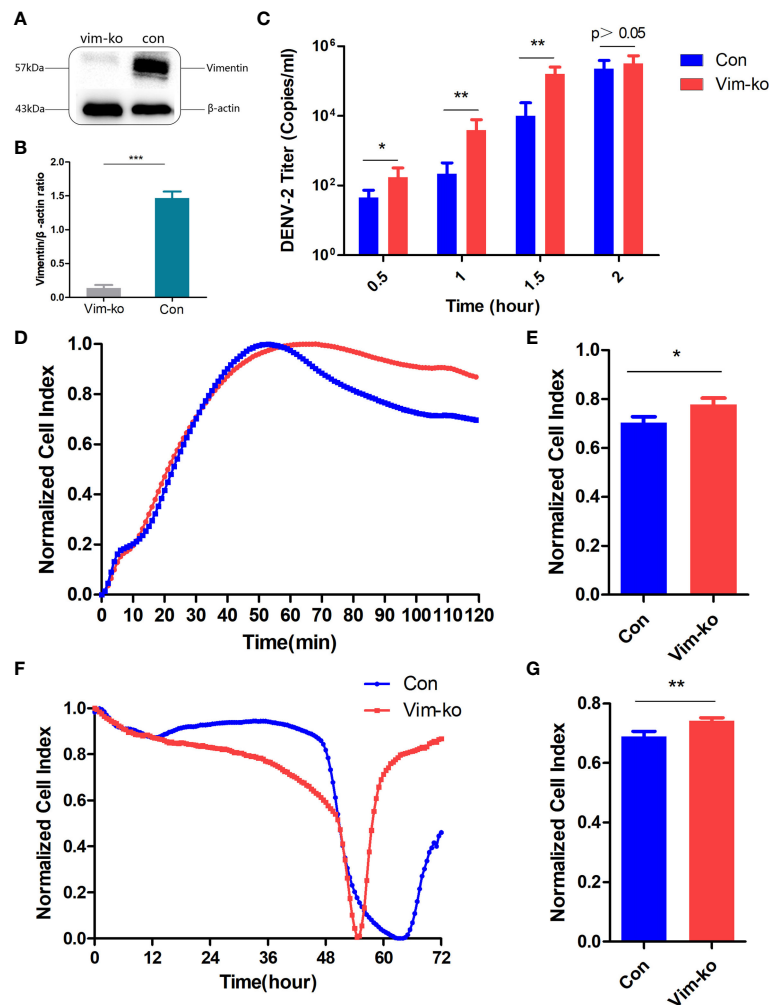 A
vim-ko con
57kDa Vimentin
43kDa β-actin
B
***
Vimentin/β -actin ratio
2.0
1.5
1.0
0.5
0.0
Vim-ko Con
C
DENV-2 Titer (Copies/ml)
10^6
10^4
10^2
10^0
*
**
**
p> 0.05
Con
Vim-ko
0.5 1 1.5 2
Time (hour)
D
Normalized Cell Index
1.0
0.8
0.6
0.4
0.2
0.0
0 10 20 30 40 50 60 70 80 90 100 110 120
Time(min)
E
Normalized Cell Index
1.0
0.8
0.6
0.4
0.2
0.0
*
Con Vim-ko
F
Con
Vim-ko
Normalized Cell Index
1.0
0.8
0.6
0.4
0.2
0.0
0 12 24 36 48 60 72
Time(hour)
G
Normalized Cell Index
0.8
0.6
0.4
0.2
0.0
**
Con Vim-ko